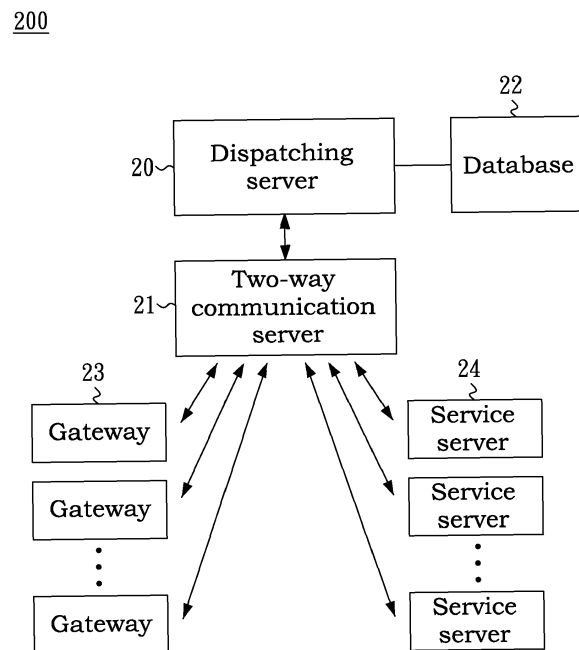 200
22
Dispatching
server
20
Database
Two-way
communication
server
21
23
24
Gateway
Service
server
Gateway
Service
server
Gateway
Service
server